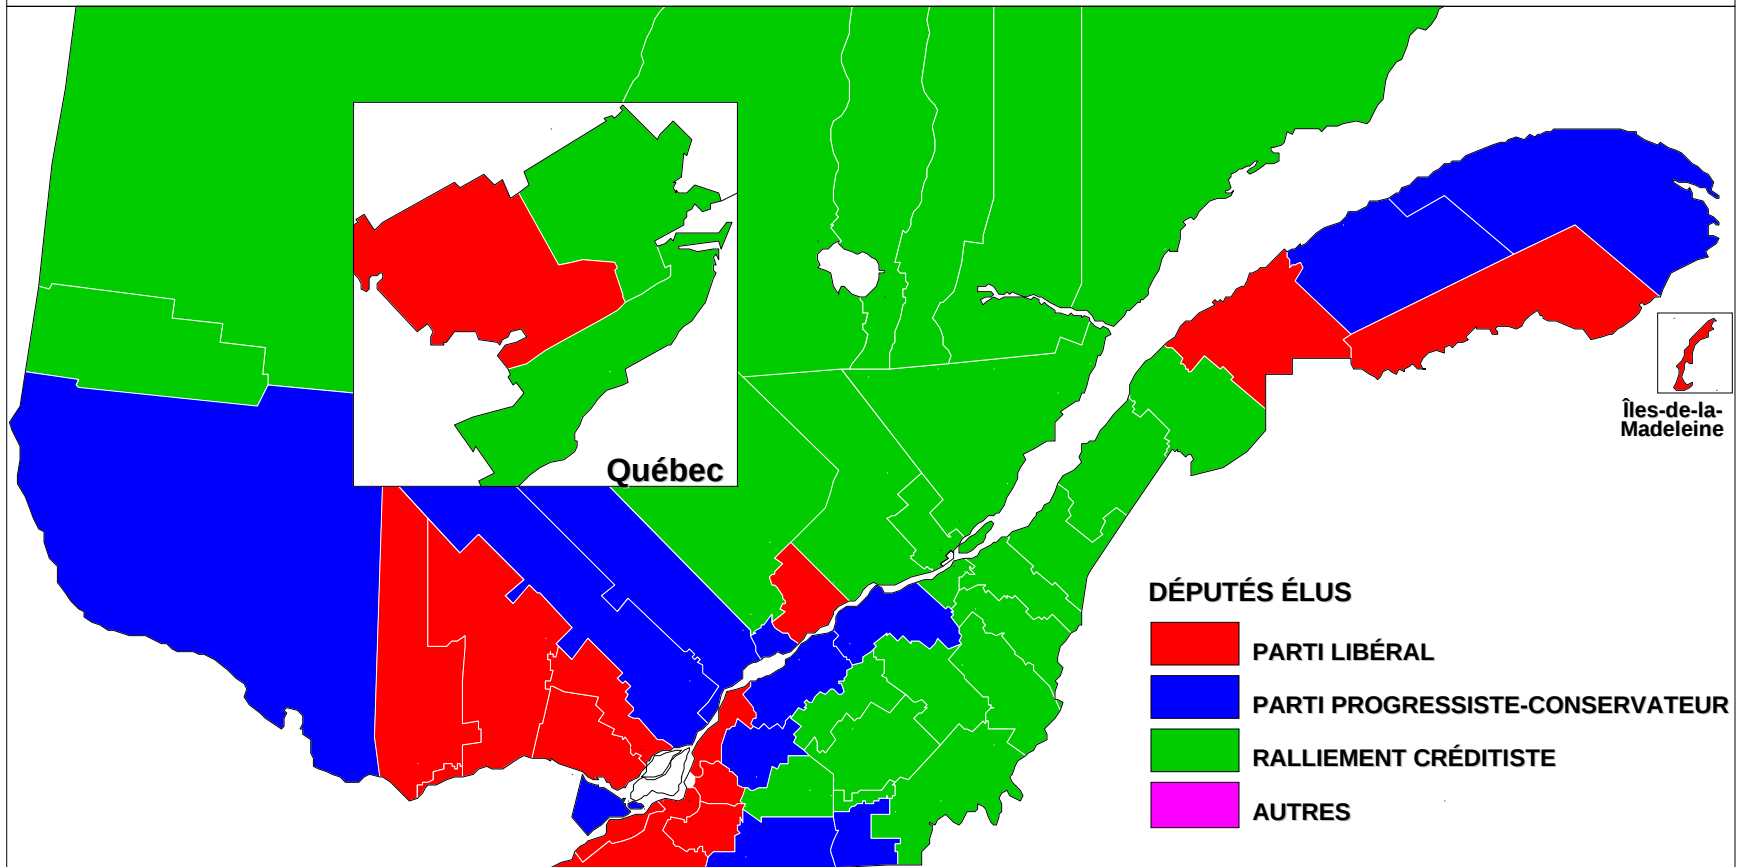 Québec
Îles-de-la-
Madeleine
DÉPUTÉS ÉLUS
PARTI LIBÉRAL
PARTI PROGRESSISTE-CONSERVATEUR
RALLIEMENT CRÉDITISTE
AUTRES